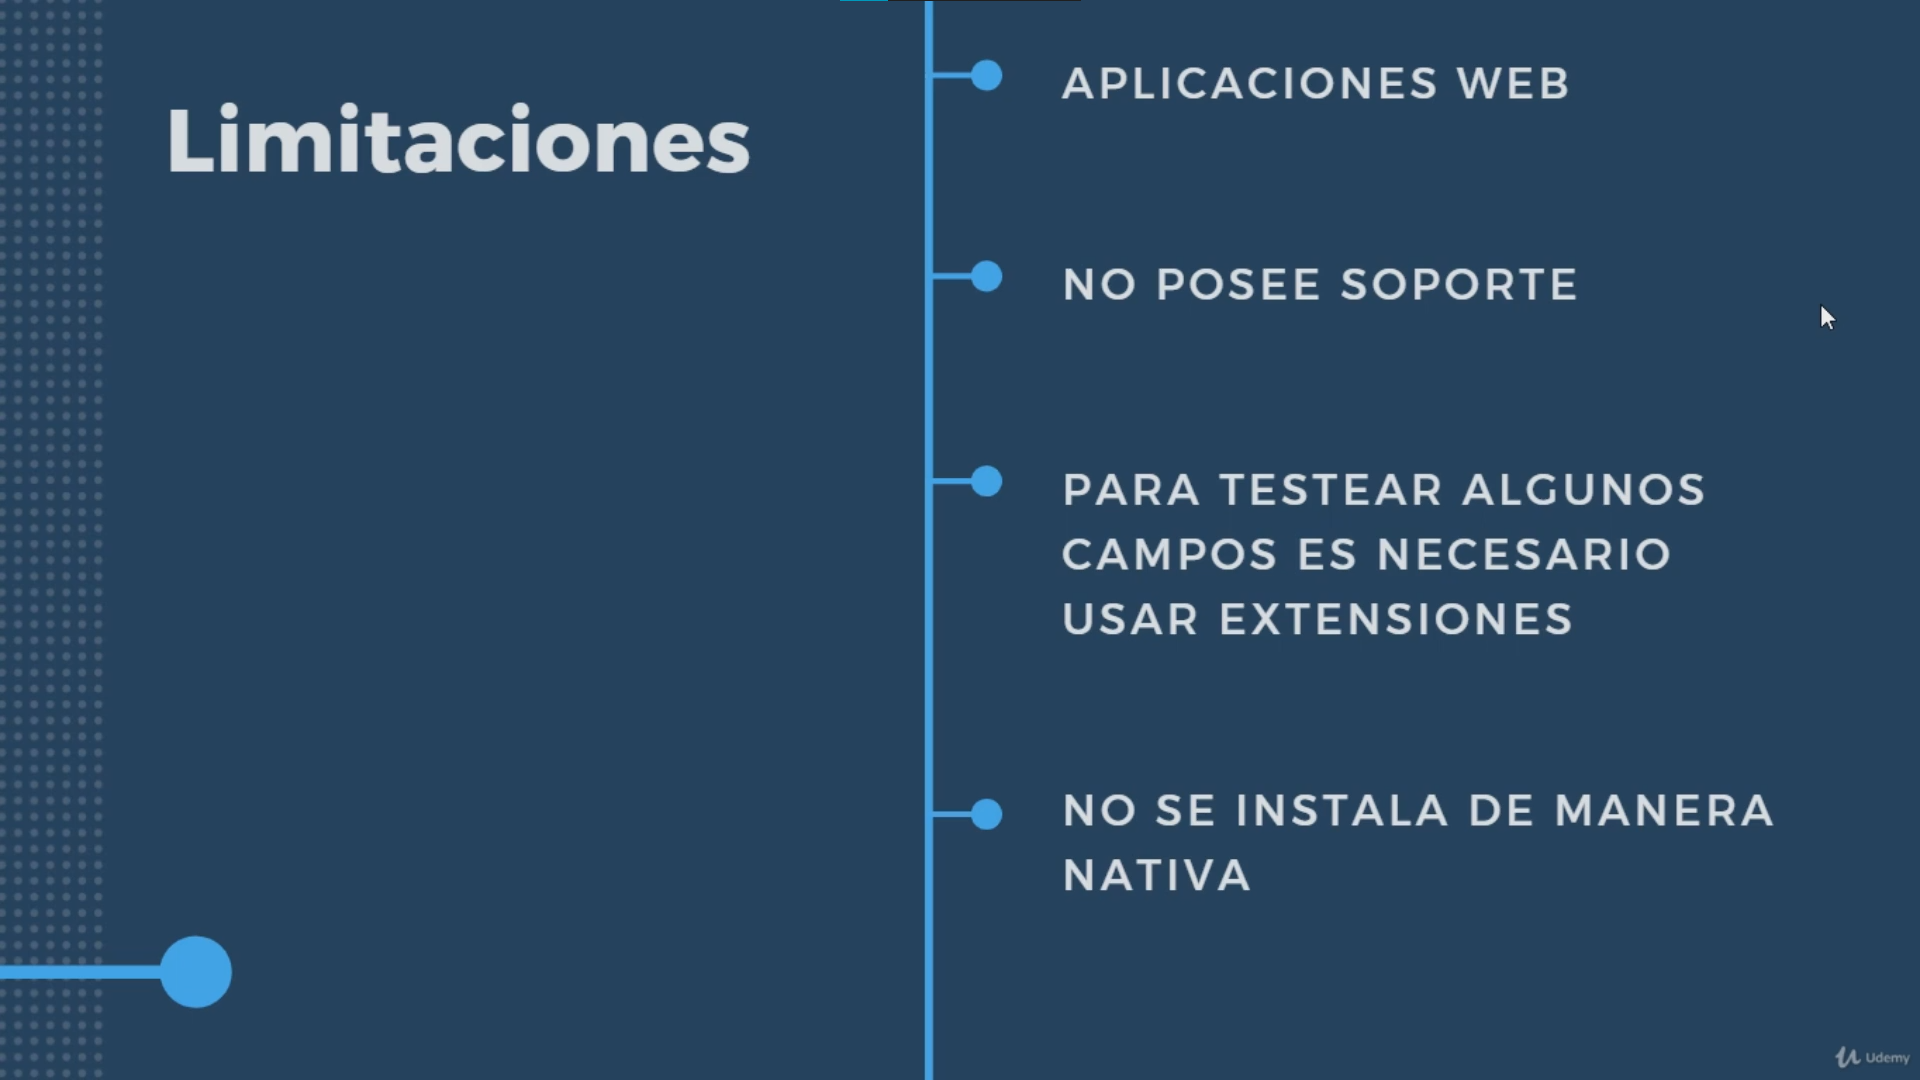 Limitaciones
APLICACIONES WEB
NO POSEE SOPORTE
PARA TESTEAR ALGUNOS
CAMPOS ES NECESARIO
USAR EXTENSIONES
NO SE INSTALA DE MANERA
NATIVA
Udemy